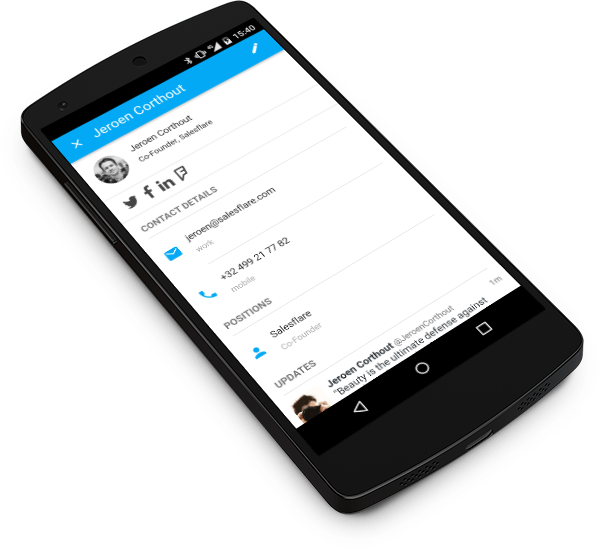 15:40
Jeroen Corthout
Jeroen Corthout
Co-Founder, Salesflare
CONTACT DETAILS
jeroen@salesflare.com
work
+32 499 21 77 82
mobile
POSITIONS
Salesflare
Co-Founder
UPDATES
Jeroen Corthout @JeroenCorthout 1m
"Beauty is the ultimate defense against